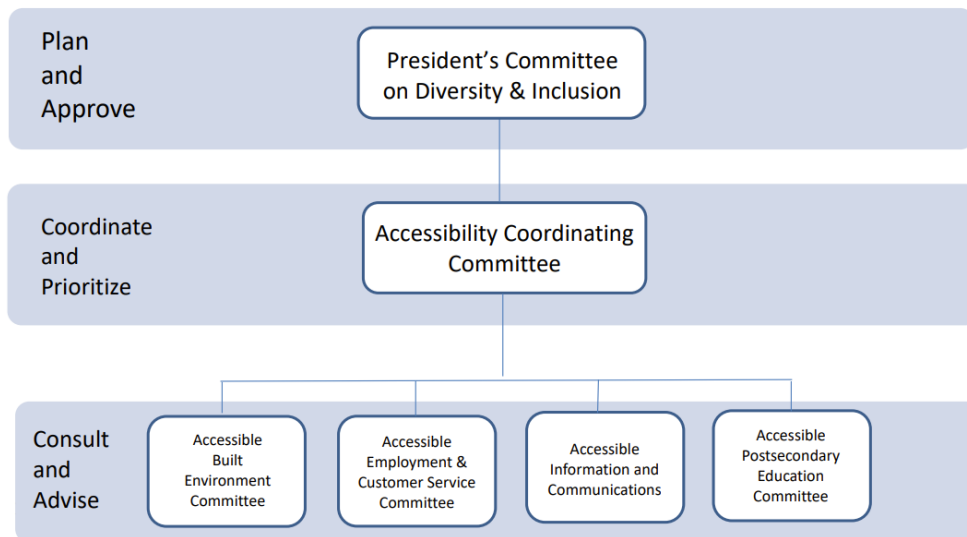 Plan
and
Approve
President’s Committee
on Diversity & Inclusion
Coordinate
and
Prioritize
Accessibility Coordinating
Committee
Consult
and
Advise
Accessible
Built
Environment
Committee
Accessible
Employment &
Customer Service
Committee
Accessible
Information and
Communications
Accessible
Postsecondary
Education
Committee